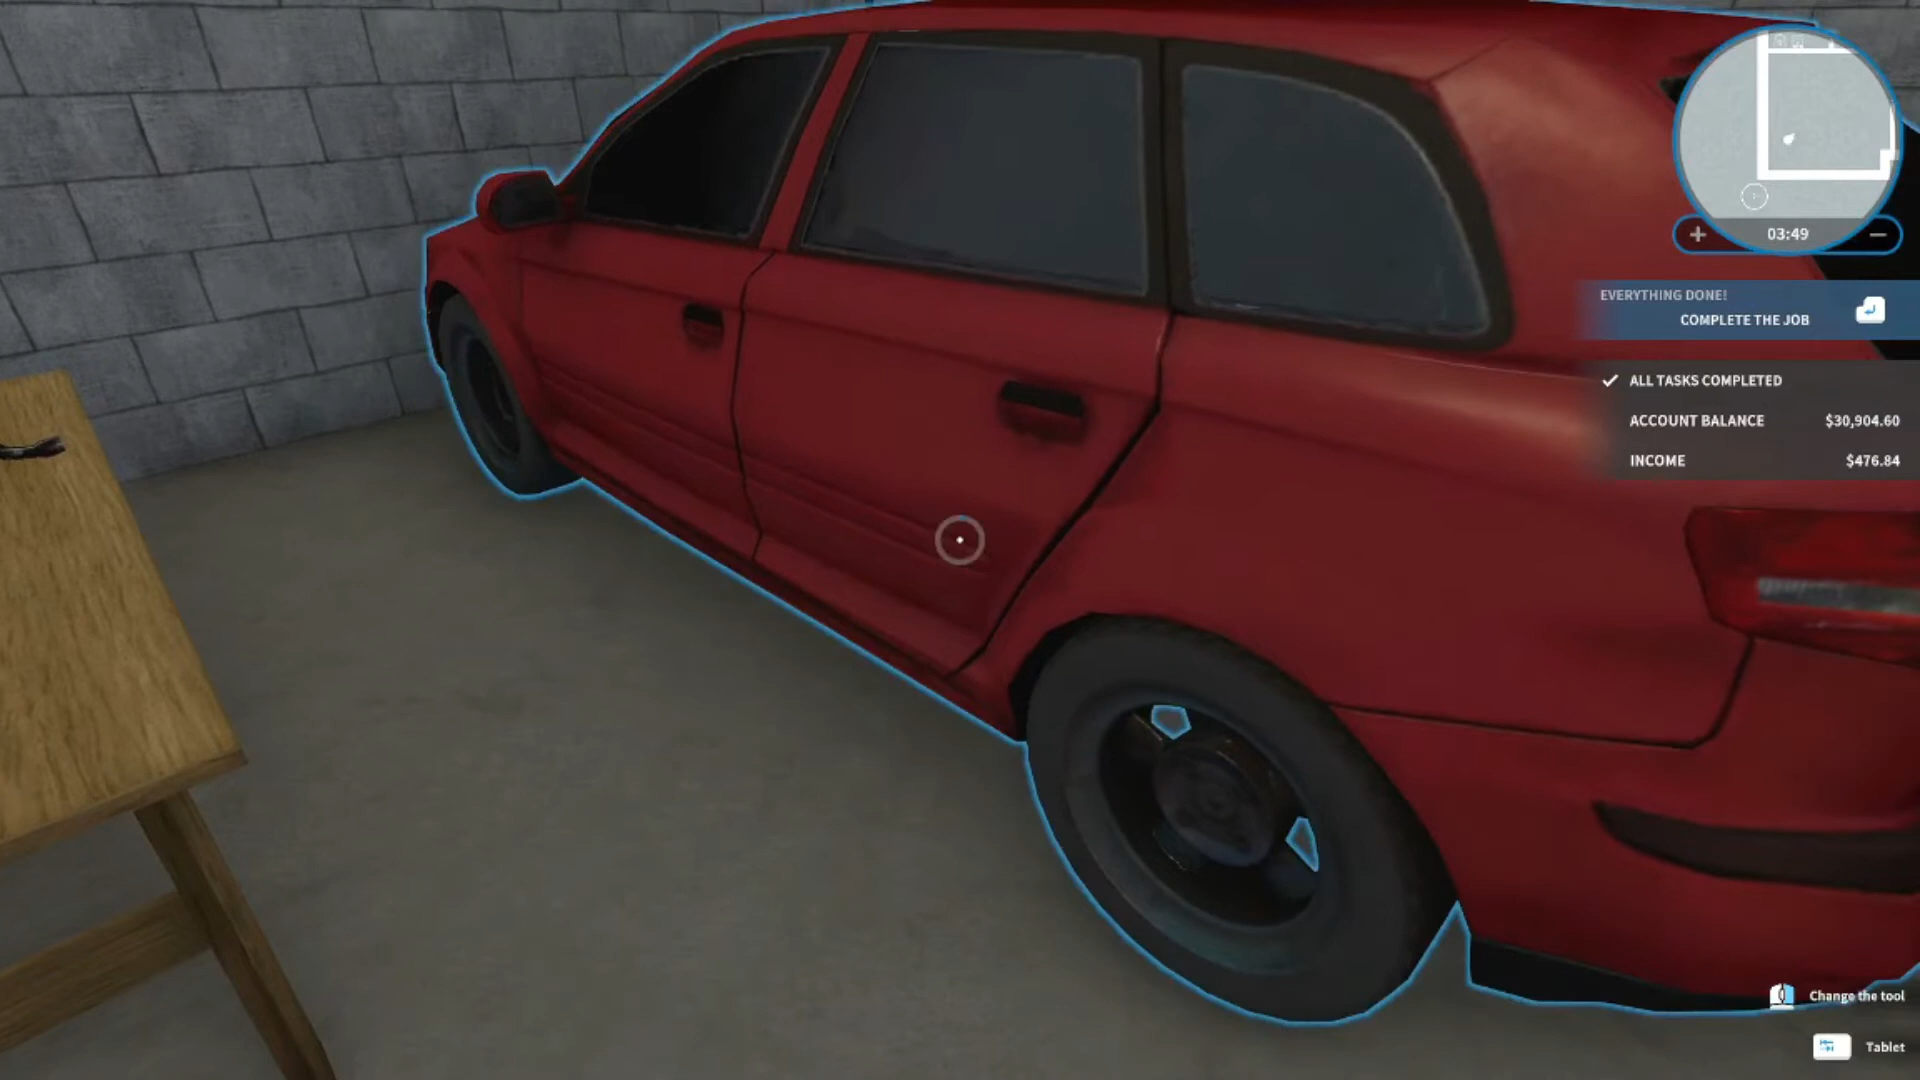 + 03:49 −
EVERYTHING DONE!
COMPLETE THE JOB
ALL TASKS COMPLETED
ACCOUNT BALANCE $30,904.60
INCOME $476.84
Change the tool
Tablet